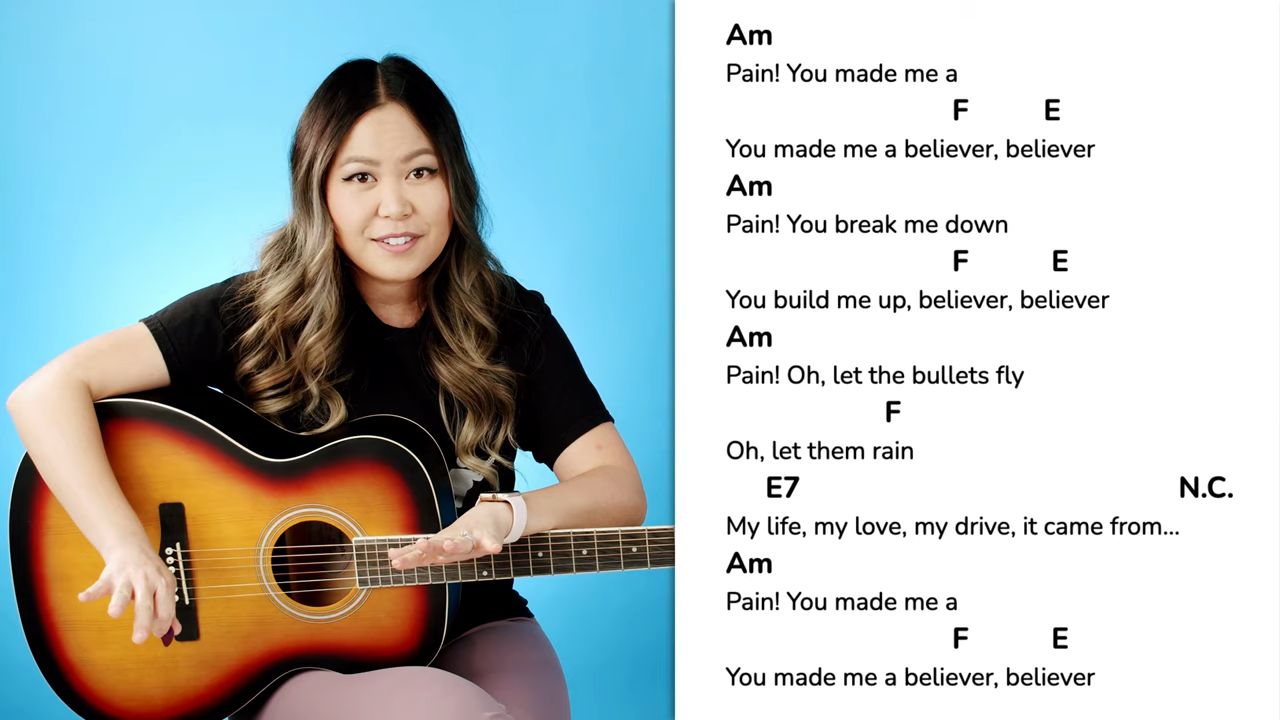 Am
Pain! You made me a
F E
You made me a believer, believer
Am
Pain! You break me down
F E
You build me up, believer, believer
Am
Pain! Oh, let the bullets fly
F
Oh, let them rain
E7 N.C.
My life, my love, my drive, it came from...
Am
Pain! You made me a
F E
You made me a believer, believer